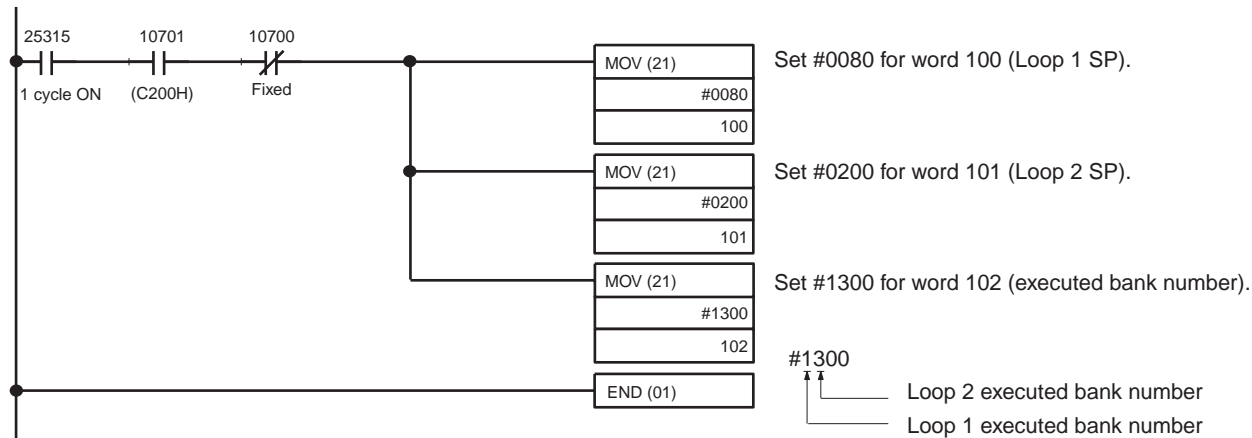 25315
10701
10700
1 cycle ON
(C200H)
Fixed
MOV (21)
#0080
100
Set #0080 for word 100 (Loop 1 SP).
MOV (21)
#0200
101
Set #0200 for word 101 (Loop 2 SP).
MOV (21)
#1300
102
Set #1300 for word 102 (executed bank number).
#1300
Loop 2 executed bank number
Loop 1 executed bank number
END (01)